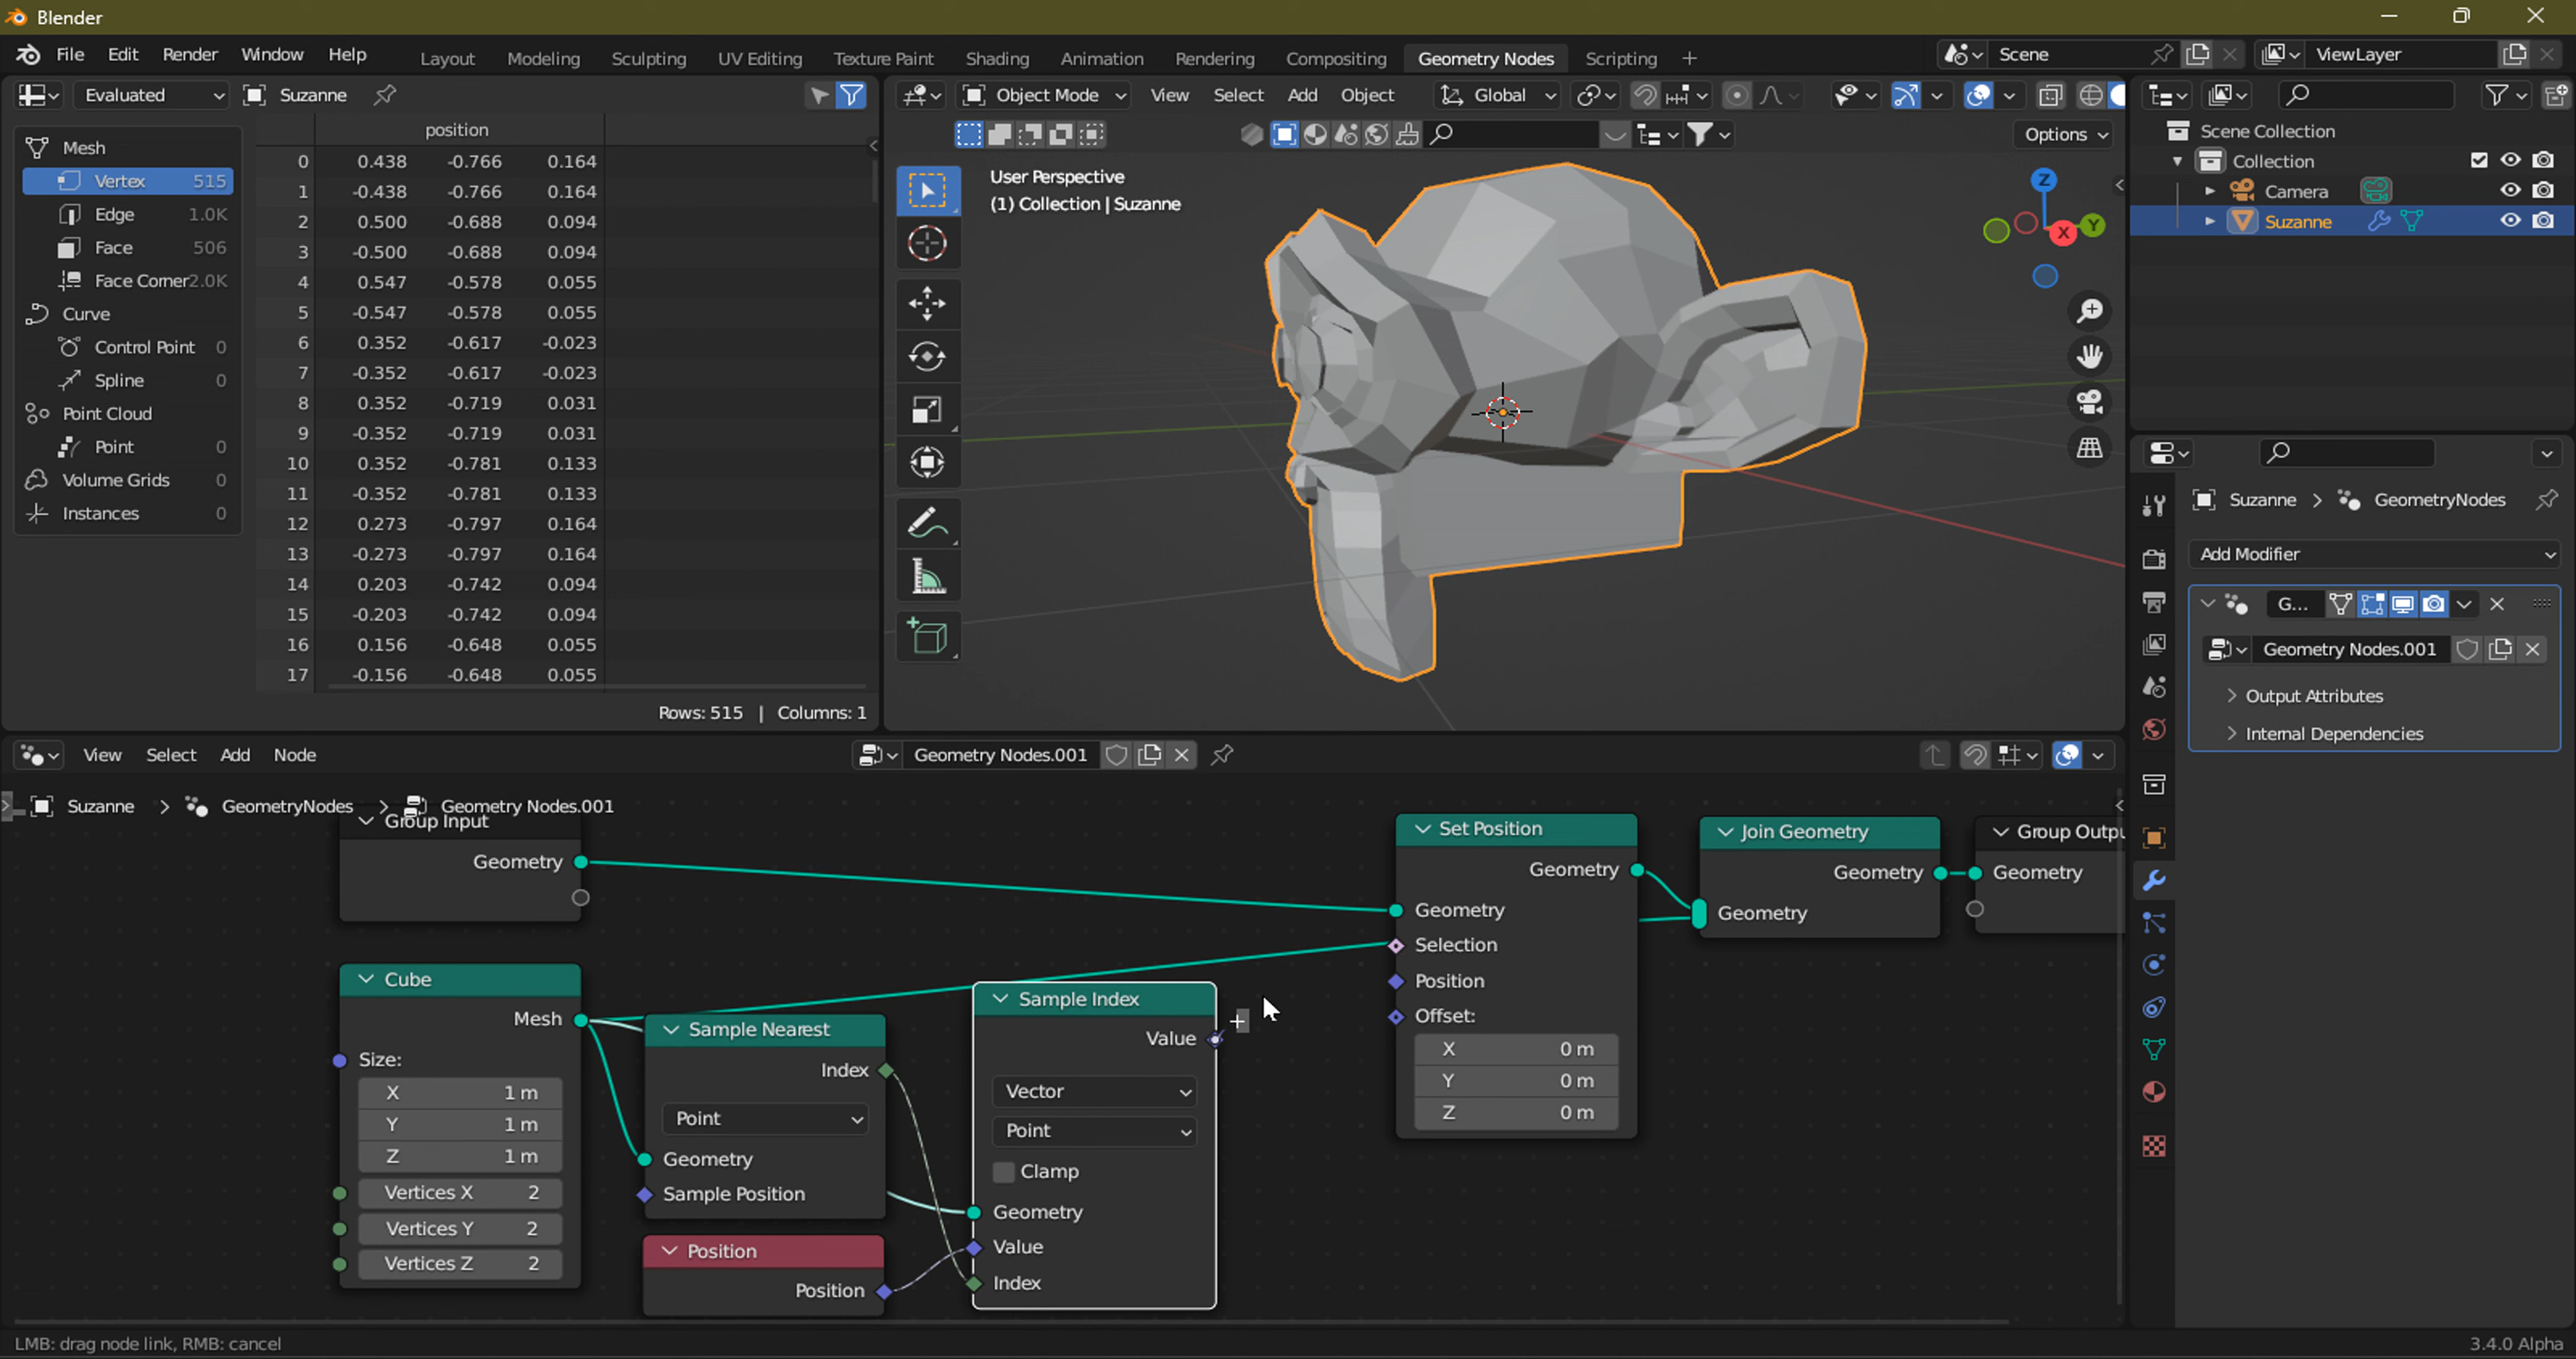 Blender
File Edit Render Window Help Layout Modeling Sculpting UV Editing Texture Paint Shading Animation Rendering Compositing Geometry Nodes Scripting + Scene ViewLayer
Evaluated Suzanne
Mesh
Vertex 515
Edge 1.0K
Face 506
Face Corner 2.0K
Curve
Control Point 0
Spline 0
Point Cloud
Point 0
Volume Grids 0
Instances 0
position
0 0.438 -0.766 0.164
1 -0.438 -0.766 0.164
2 0.500 -0.688 0.094
3 -0.500 -0.688 0.094
4 0.547 -0.578 0.055
5 -0.547 -0.578 0.055
6 0.352 -0.617 -0.023
7 -0.352 -0.617 -0.023
8 0.352 -0.719 0.031
9 -0.352 -0.719 0.031
10 0.352 -0.781 0.133
11 -0.352 -0.781 0.133
12 0.273 -0.797 0.164
13 -0.273 -0.797 0.164
14 0.203 -0.742 0.094
15 -0.203 -0.742 0.094
16 0.156 -0.648 0.055
17 -0.156 -0.648 0.055
Rows: 515 | Columns: 1
Object Mode View Select Add Object Global
Options
User Perspective
(1) Collection | Suzanne
Z
Y
X
Scene Collection
Collection
Camera
Suzanne
Suzanne > GeometryNodes
Add Modifier
G...
Geometry Nodes.001
> Output Attributes
> Internal Dependencies
View Select Add Node Geometry Nodes.001
Suzanne > GeometryNodes > Geometry Nodes.001
Group Input
Geometry
Cube
Mesh
Size:
X 1 m
Y 1 m
Z 1 m
Vertices X 2
Vertices Y 2
Vertices Z 2
Sample Nearest
Index
Point
Geometry
Sample Position
Position
Position
Sample Index
Value
Vector
Point
Clamp
Geometry
Value
Index
Set Position
Geometry
Geometry
Selection
Position
Offset:
X 0 m
Y 0 m
Z 0 m
Join Geometry
Geometry
Geometry
Group Outpu
Geometry
LMB: drag node link, RMB: cancel
3.4.0 Alpha